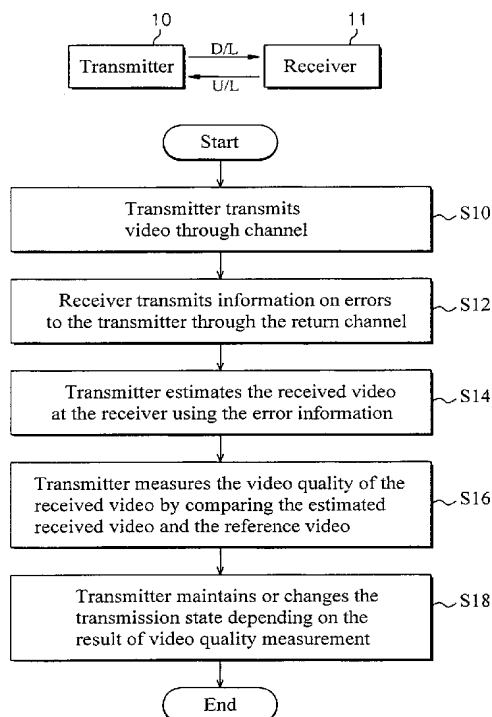 10
11
Transmitter
D/L
U/L
Receiver
Start
Transmitter transmits
video through channel
S10
Receiver transmits information on errors
to the transmitter through the return channel
S12
Transmitter estimates the received video
at the receiver using the error information
S14
Transmitter measures the video quality of the
received video by comparing the estimated
received video and the reference video
S16
Transmitter maintains or changes the
transmission state depending on the
result of video quality measurement
S18
End